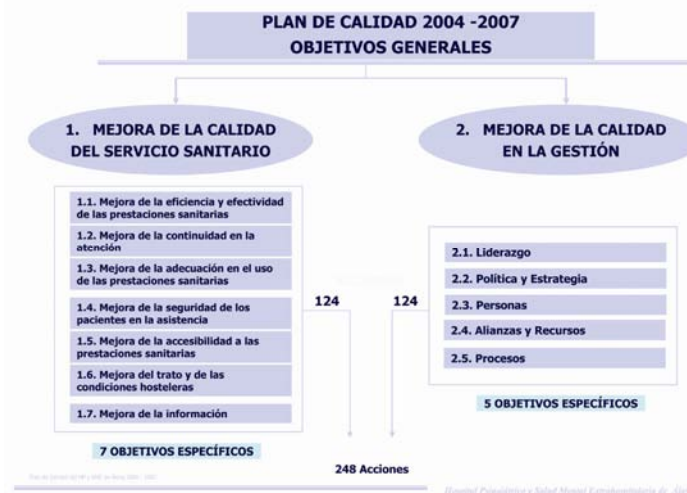 PLAN DE CALIDAD 2004 -2007
OBJETIVOS GENERALES
1. MEJORA DE LA CALIDAD
DEL SERVICIO SANITARIO
2. MEJORA DE LA CALIDAD
EN LA GESTIÓN
1.1. Mejora de la eficiencia y efectividad
de las prestaciones sanitarias
1.2. Mejora de la continuidad en la
atención
1.3. Mejora de la adecuación en el uso
de las prestaciones sanitarias
1.4. Mejora de la seguridad de los
pacientes en la asistencia
1.5. Mejora de la accesibilidad a las
prestaciones sanitarias
1.6. Mejora del trato y de las
condiciones hosteleras
1.7. Mejora de la información
7 OBJETIVOS ESPECÍFICOS
124
124
2.1. Liderazgo
2.2. Política y Estrategia
2.3. Personas
2.4. Alianzas y Recursos
2.5. Procesos
5 OBJETIVOS ESPECÍFICOS
248 Acciones
Hospital Psiquiátrico y Salud Mental Extrahospitalaria de